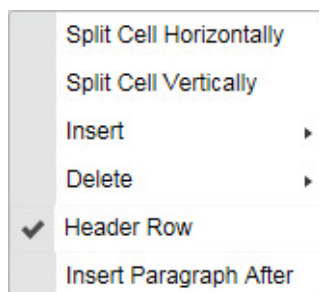 Split Cell Horizontally
Split Cell Vertically
Insert
Delete
Header Row
Insert Paragraph After